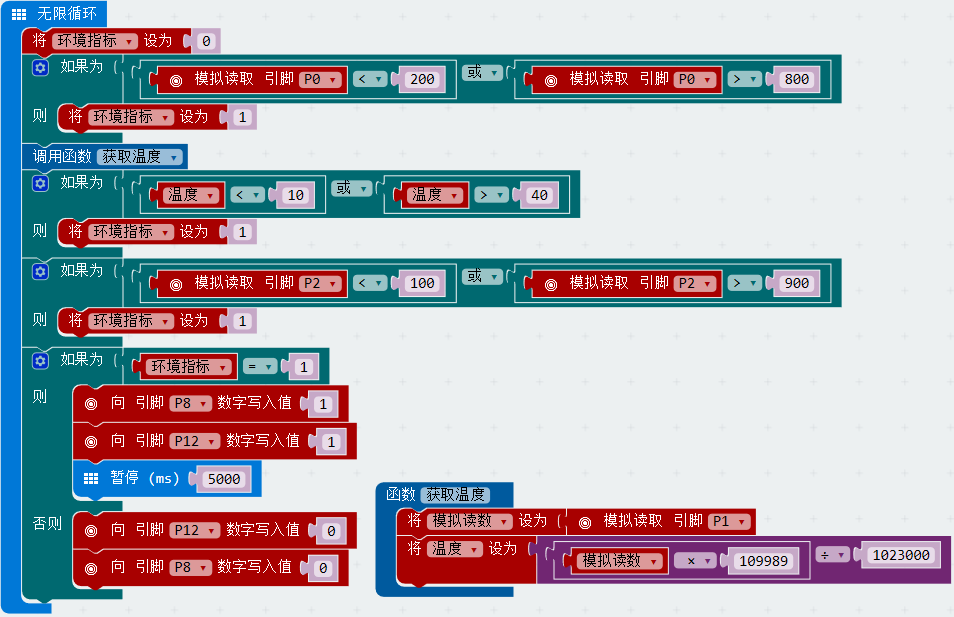 无限循环
将 环境指标 设为 0
如果为 模拟读取 引脚 P0 < 200 或 模拟读取 引脚 P0 > 800
则 将 环境指标 设为 1
调用函数 获取温度
如果为 温度 < 10 或 温度 > 40
则 将 环境指标 设为 1
如果为 模拟读取 引脚 P2 < 100 或 模拟读取 引脚 P2 > 900
则 将 环境指标 设为 1
如果为 环境指标 = 1
则 向 引脚 P8 数字写入值 1
向 引脚 P12 数字写入值 1
暂停 (ms) 5000
否则 向 引脚 P12 数字写入值 0
向 引脚 P8 数字写入值 0
函数 获取温度
将 模拟读数 设为 模拟读取 引脚 P1
将 温度 设为 模拟读数 × 109989 ÷ 1023000